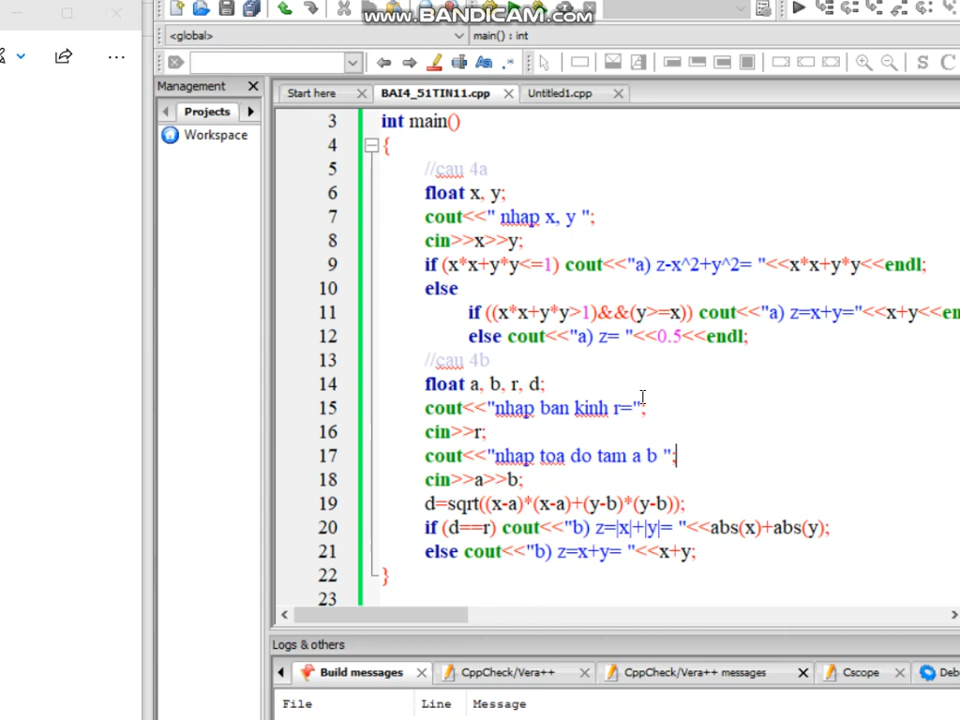 WWW.BANDICAM.COM
<global>
main() : int
Management
Projects
Workspace
Start here
BAI4_51TIN11.cpp
Untitled1.cpp
3 int main()
4 {
5 //cau 4a
6 float x, y;
7 cout<<" nhap x, y ";
8 cin>>x>>y;
9 if (x*x+y*y<=1) cout<<"a) z-x^2+y^2= "<<x*x+y*y<<endl;
10 else
11 if ((x*x+y*y>1)&&(y>=x)) cout<<"a) z=x+y="<<x+y<<en
12 else cout<<"a) z= "<<0.5<<endl;
13 //cau 4b
14 float a, b, r, d;
15 cout<<"nhap ban kinh r=";
16 cin>>r;
17 cout<<"nhap toa do tam a b ";
18 cin>>a>>b;
19 d=sqrt((x-a)*(x-a)+(y-b)*(y-b));
20 if (d==r) cout<<"b) z=|x|+|y|= "<<abs(x)+abs(y);
21 else cout<<"b) z=x+y= "<<x+y;
22 }
23
Logs & others
Build messages
CppCheck/Vera++
CppCheck/Vera++ messages
Cscope
Deb
File
Line
Message